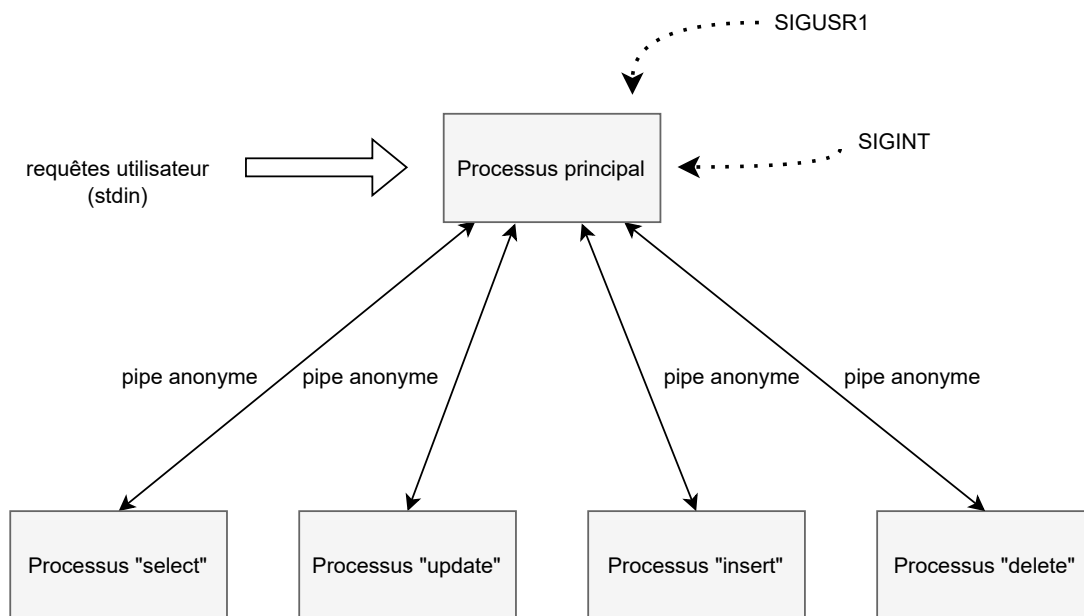 SIGUSR1
SIGINT
Processus principal
requêtes utilisateur
(stdin)
pipe anonyme
pipe anonyme
pipe anonyme
pipe anonyme
Processus "select"
Processus "update"
Processus "insert"
Processus "delete"